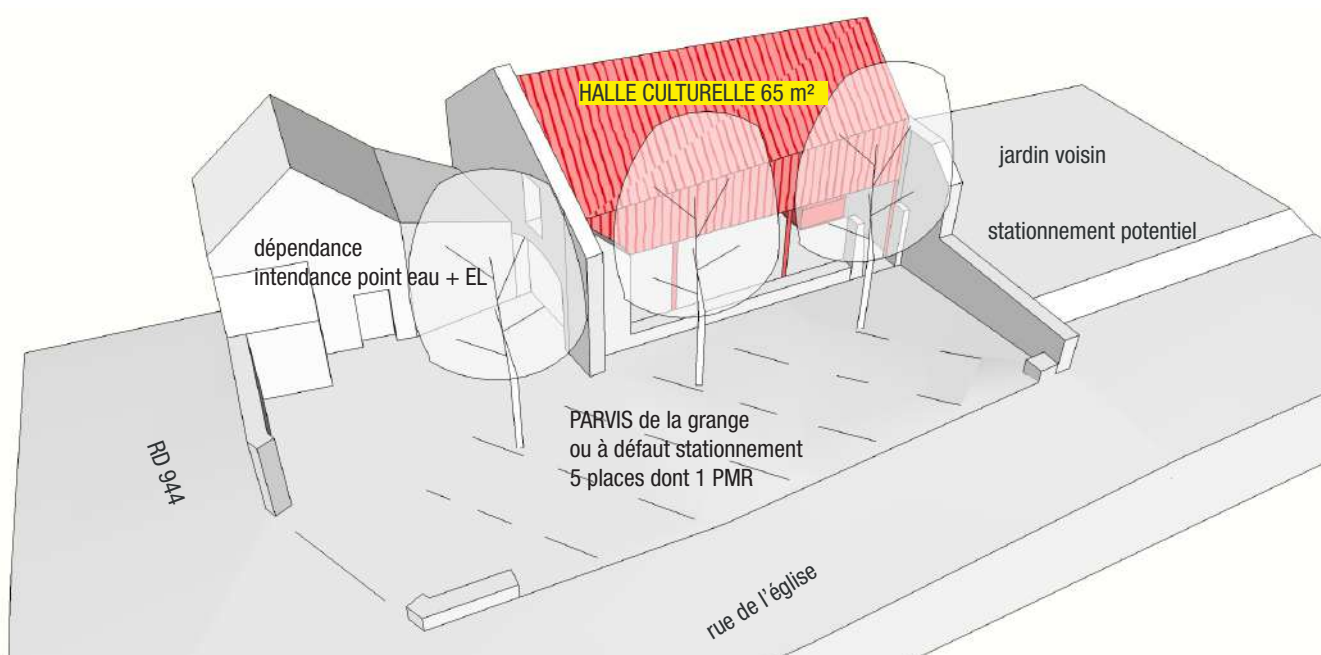 HALLE CULTURELLE 65 m²
jardin voisin
stationnement potentiel
dépendance
intendance point eau + EL
PARVIS de la grange
ou à défaut stationnement
5 places dont 1 PMR
RD 944
rue de l'église